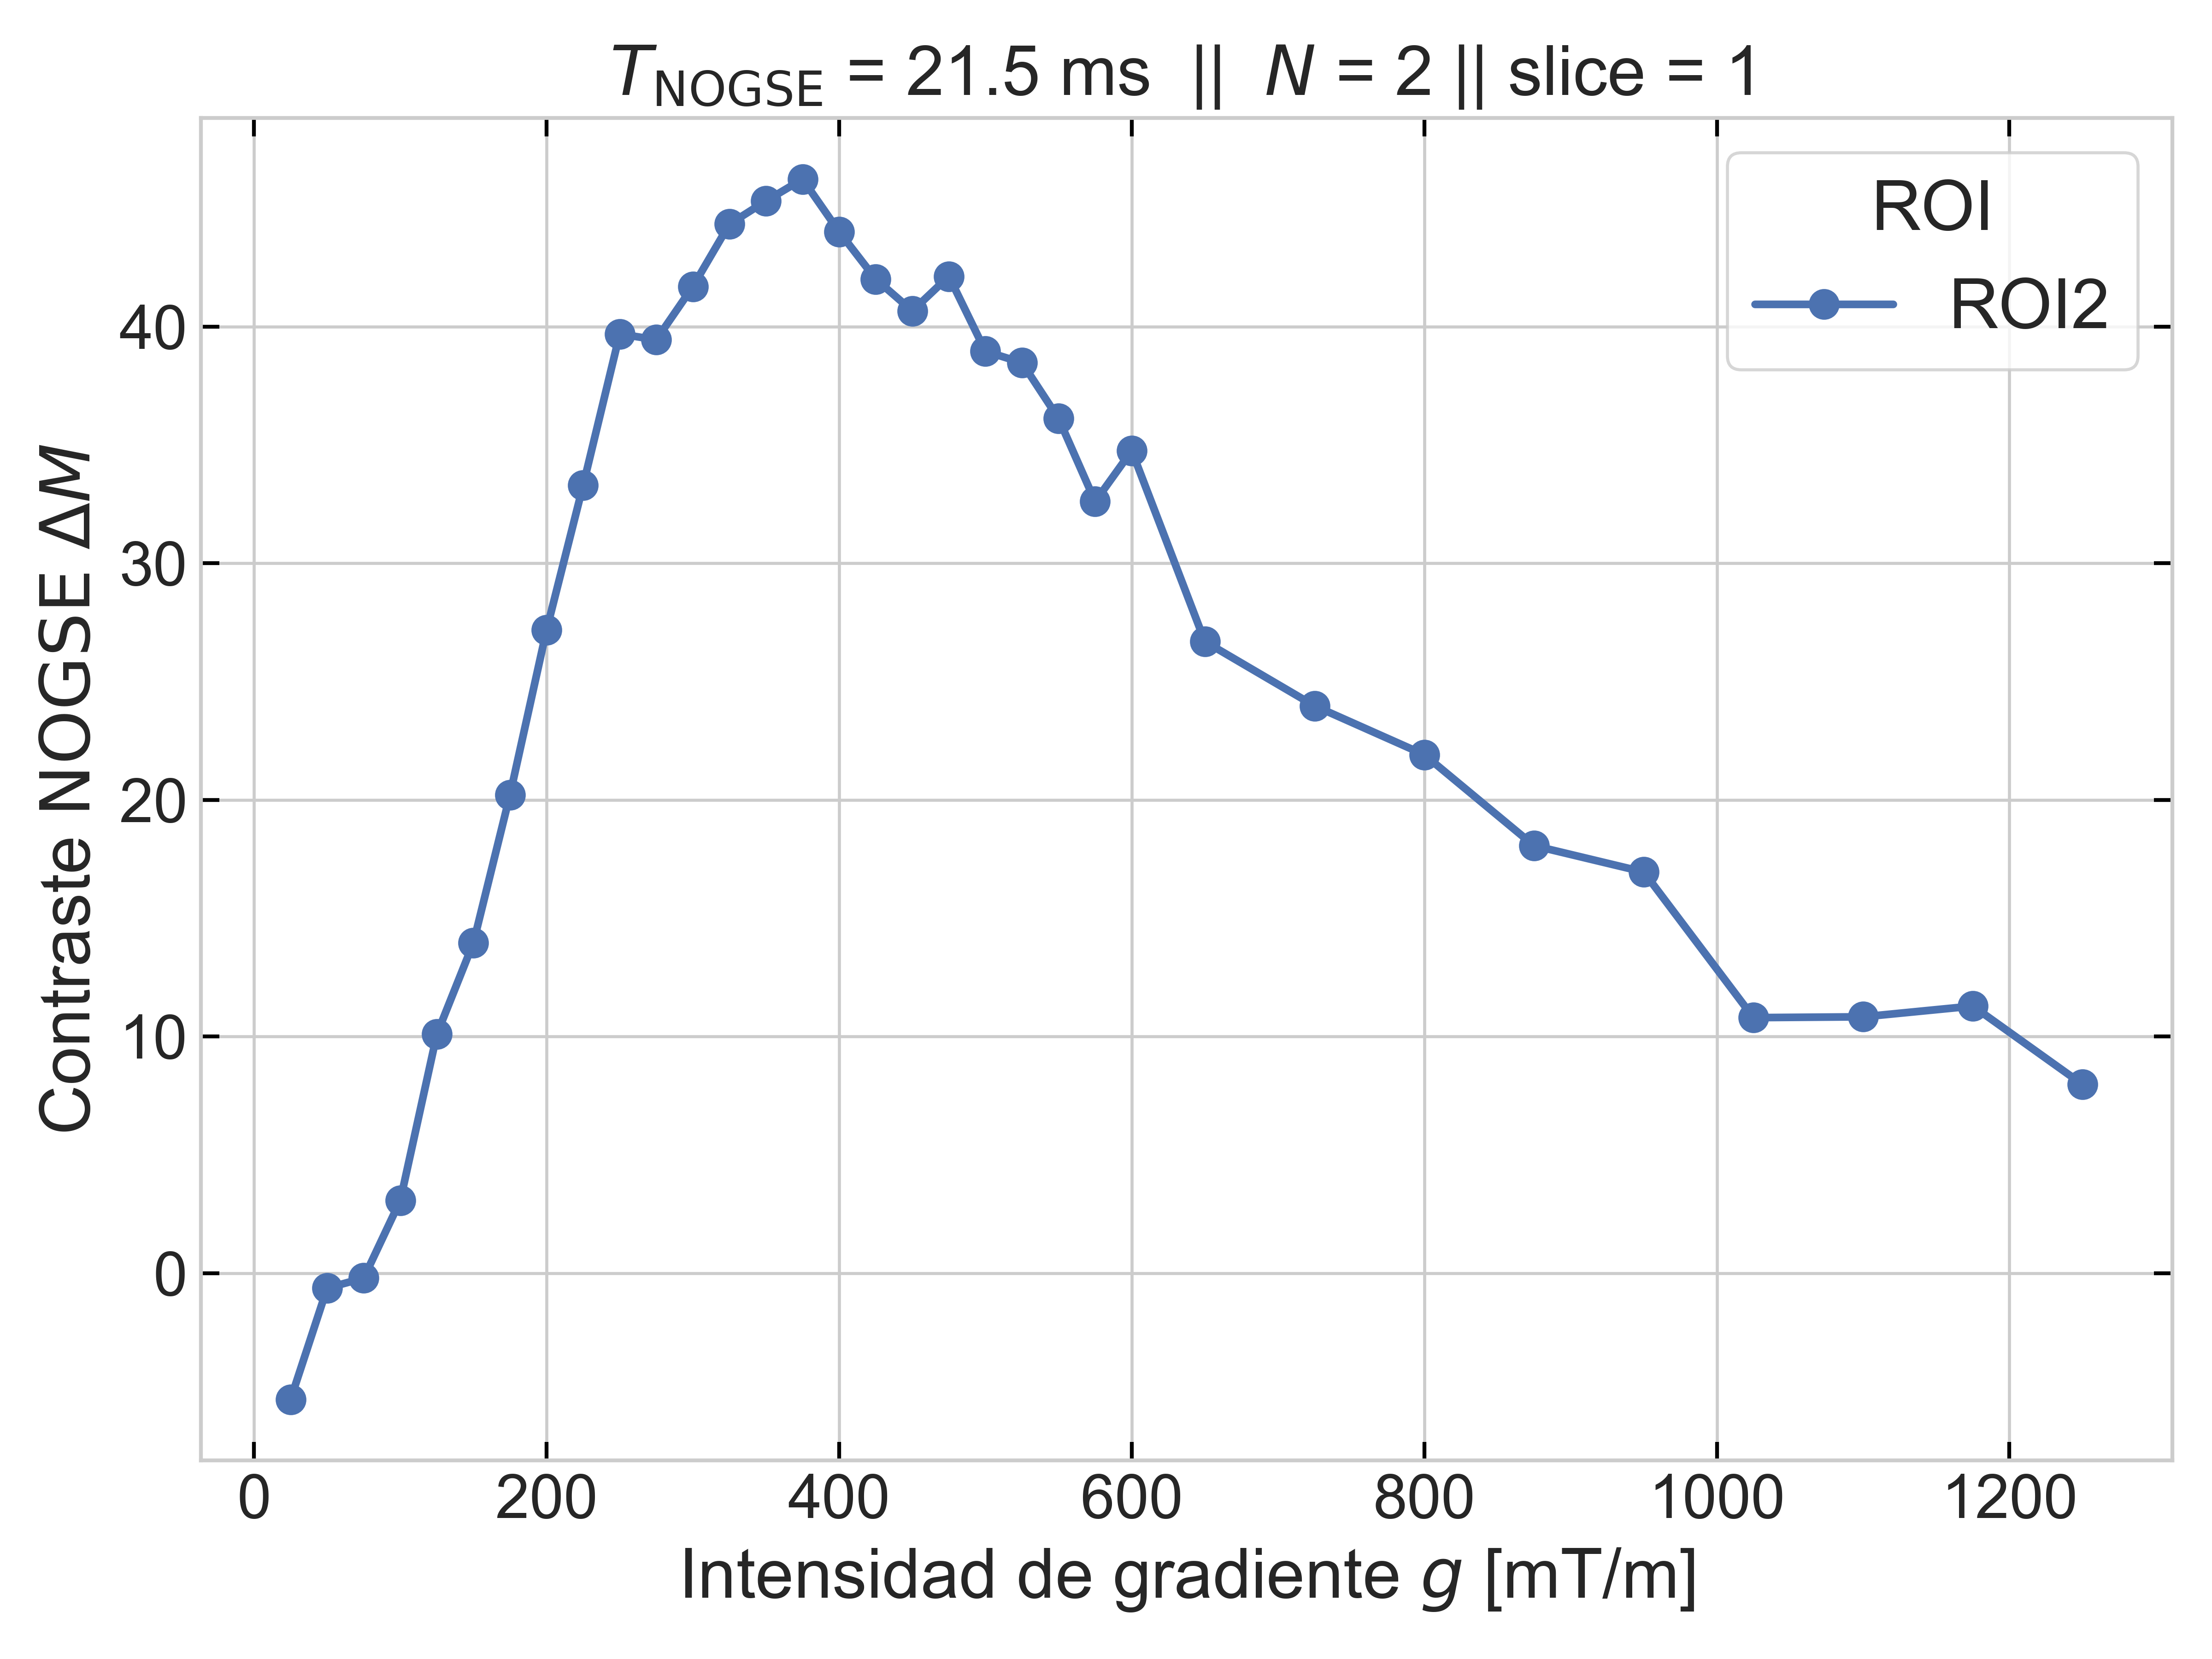 T_NOGSE = 21.5 ms || N = 2 || slice = 1
ROI
ROI2
Contraste NOGSE ΔM
40
30
20
10
0
0 200 400 600 800 1000 1200
Intensidad de gradiente g [mT/m]